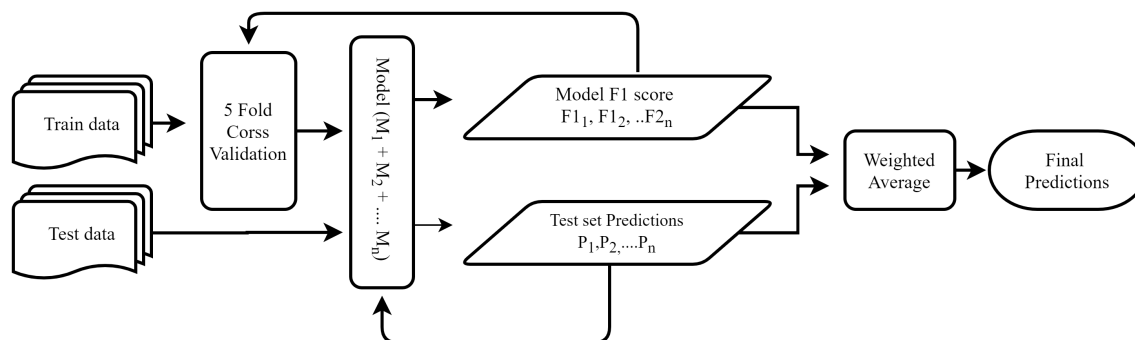 Train data
Test data
5 Fold
Corss
Validation
Model (M1 + M2 + .... Mn)
Model F1 score
F11, F12, ..F2n
Test set Predictions
P1,P2,....Pn
Weighted
Average
Final
Predictions